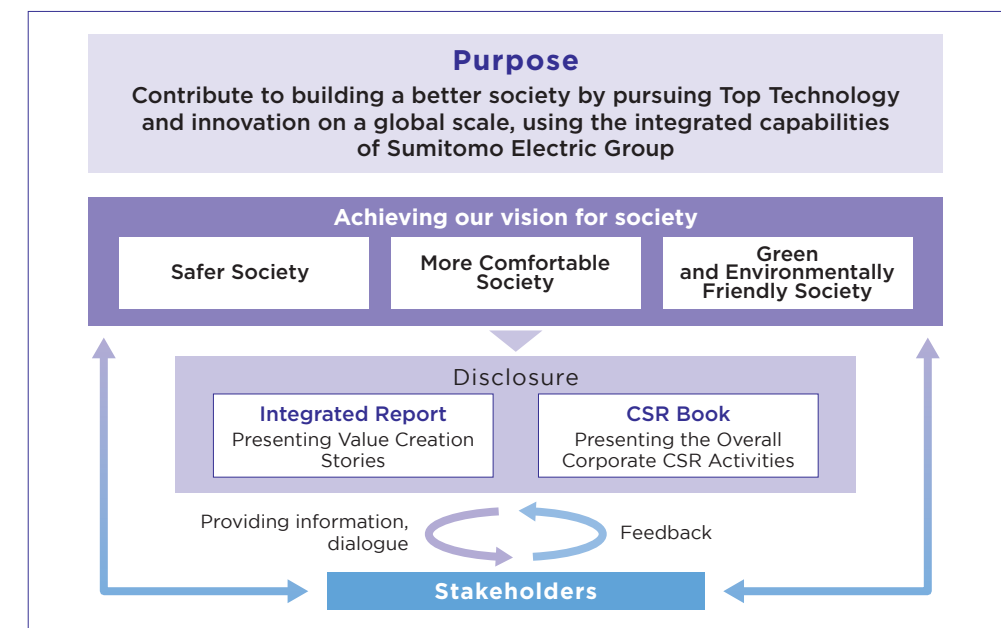 Purpose
Contribute to building a better society by pursuing Top Technology
and innovation on a global scale, using the integrated capabilities
of Sumitomo Electric Group
Achieving our vision for society
Safer Society
More Comfortable
Society
Green
and Environmentally
Friendly Society
Disclosure
Integrated Report
Presenting Value Creation
Stories
CSR Book
Presenting the Overall
Corporate CSR Activities
Providing information,
dialogue
Feedback
Stakeholders